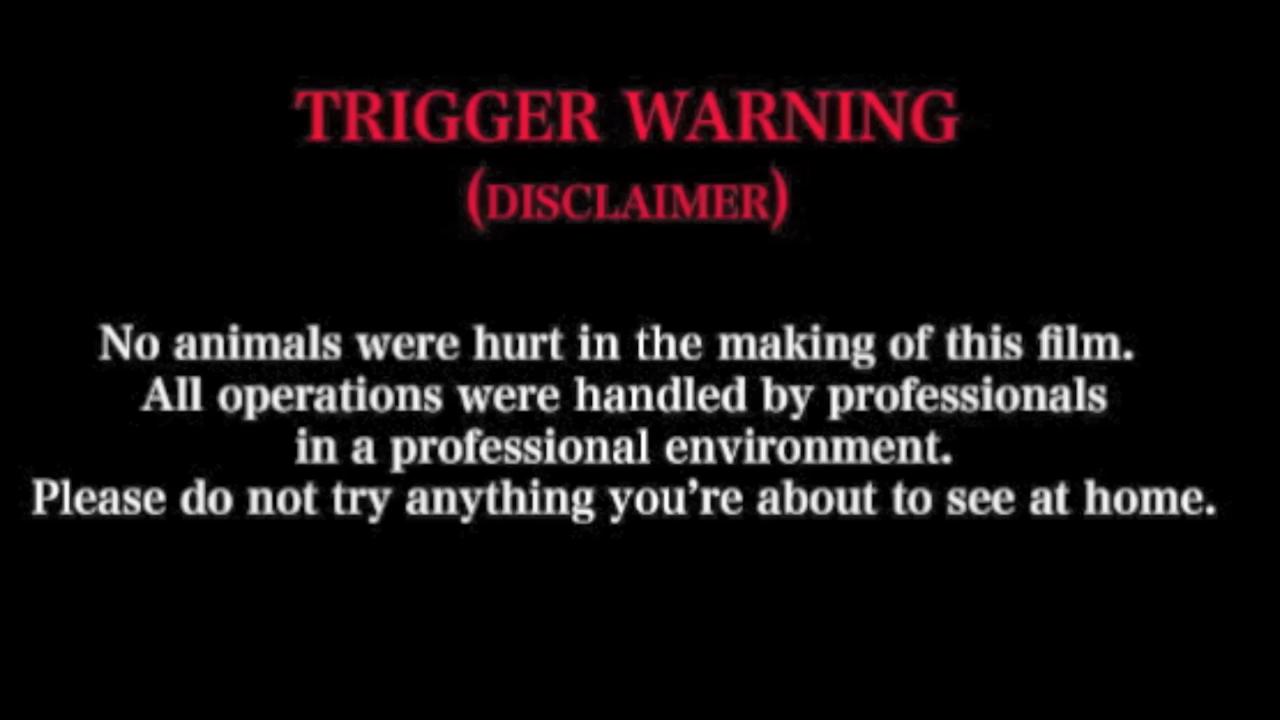 TRIGGER WARNING
(DISCLAIMER)
No animals were hurt in the making of this film.
All operations were handled by professionals
in a professional environment.
Please do not try anything you’re about to see at home.